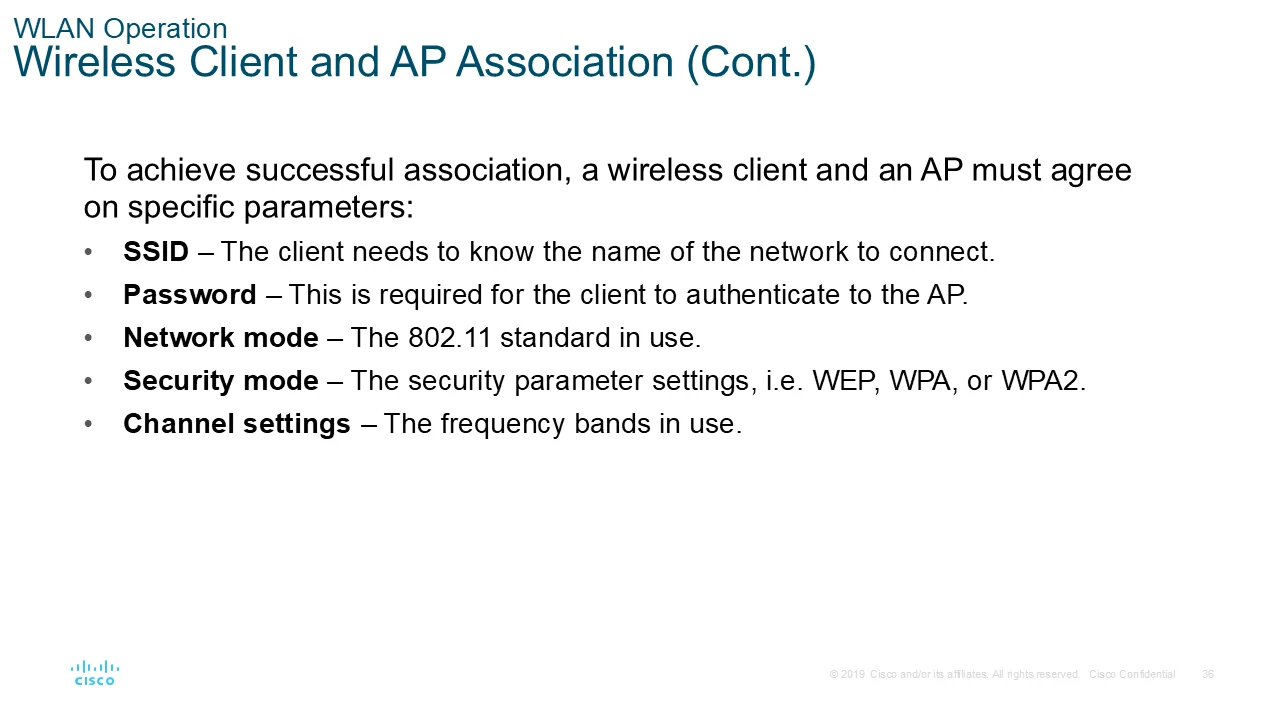 WLAN Operation
Wireless Client and AP Association (Cont.)
To achieve successful association, a wireless client and an AP must agree
on specific parameters:
• SSID – The client needs to know the name of the network to connect.
• Password – This is required for the client to authenticate to the AP.
• Network mode – The 802.11 standard in use.
• Security mode – The security parameter settings, i.e. WEP, WPA, or WPA2.
• Channel settings – The frequency bands in use.
CISCO
© 2019 Cisco and/or its affiliates. All rights reserved. Cisco Confidential 36